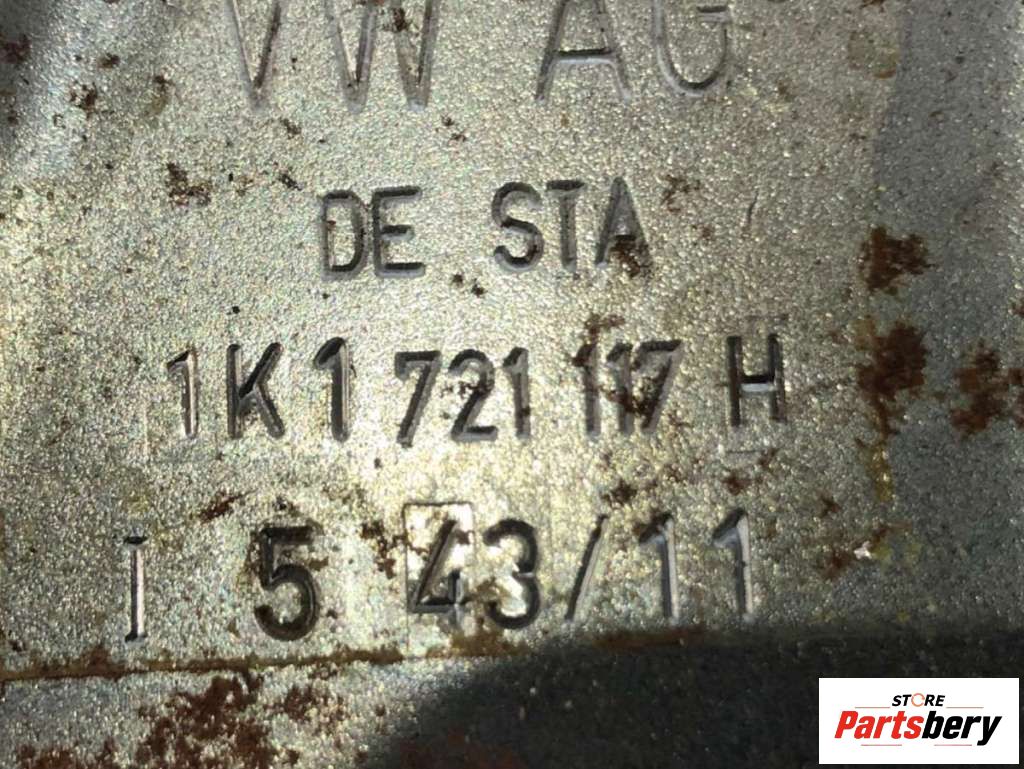 VW AG
DE STA
1K1 721 117 H
I 5 43/11
STORE
Partsbery